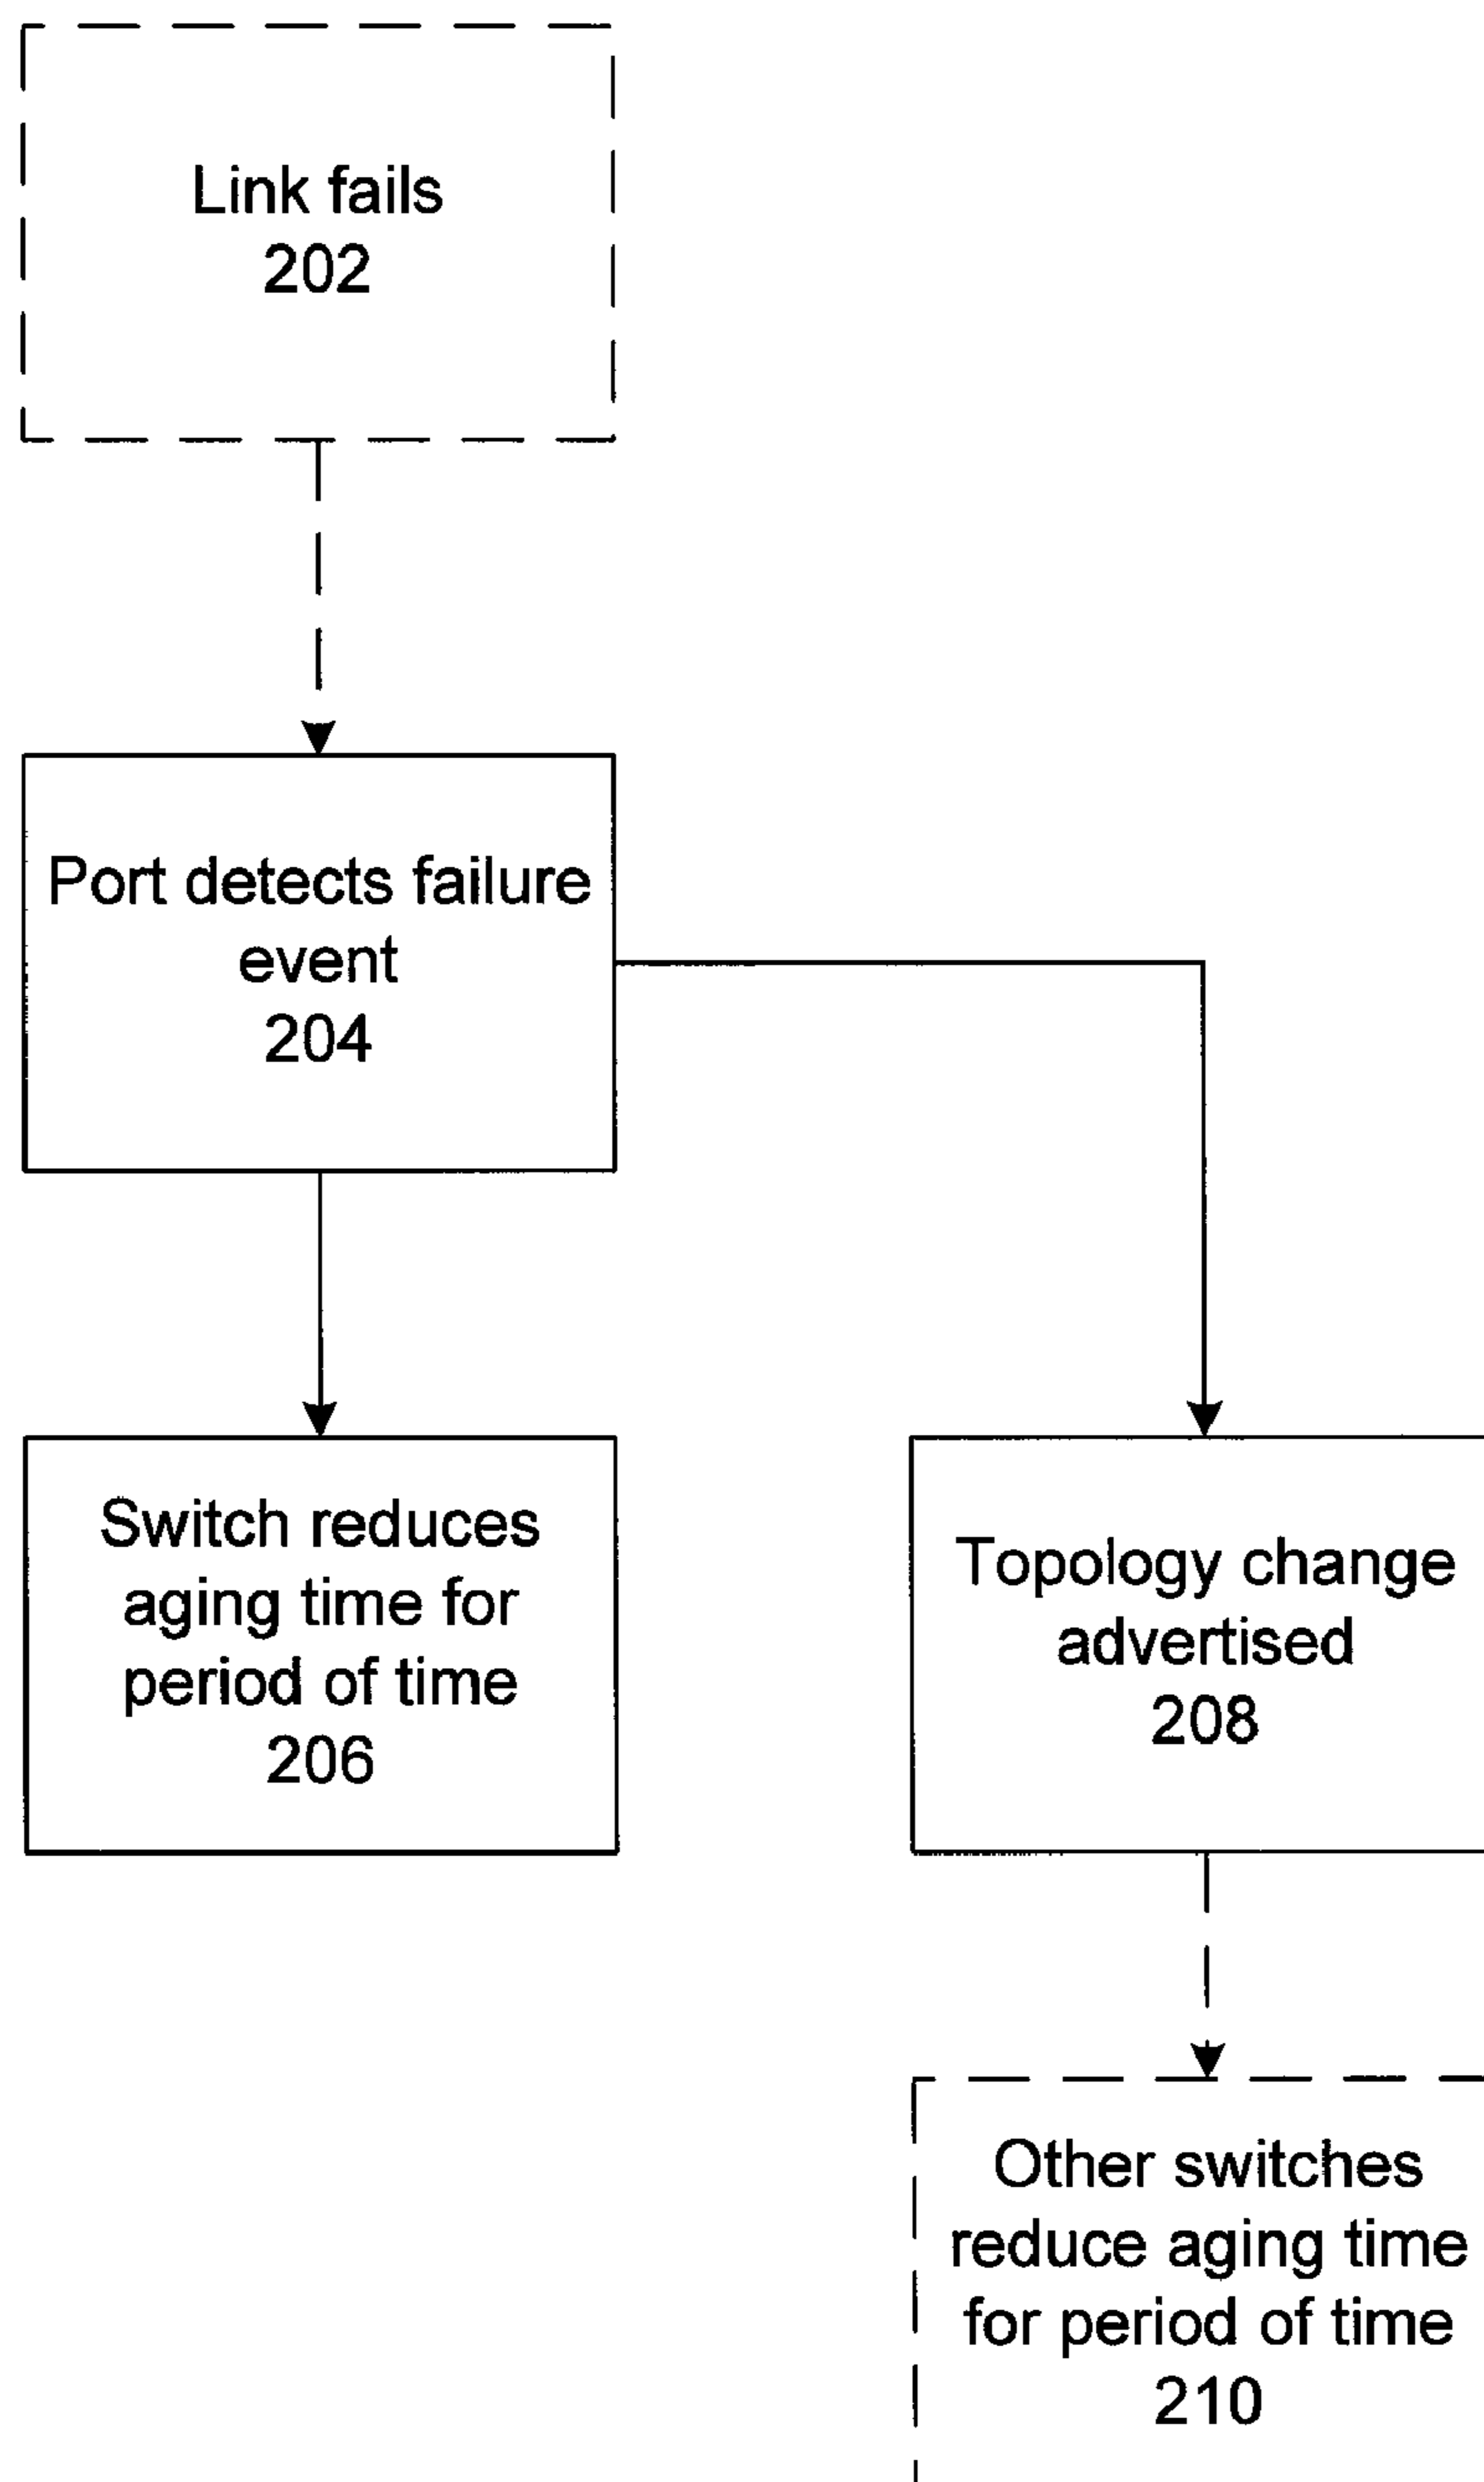 Link fails
202
Port detects failure
event
204
Switch reduces
aging time for
period of time
206
Topology change
advertised
208
Other switches
reduce aging time
for period of time
210